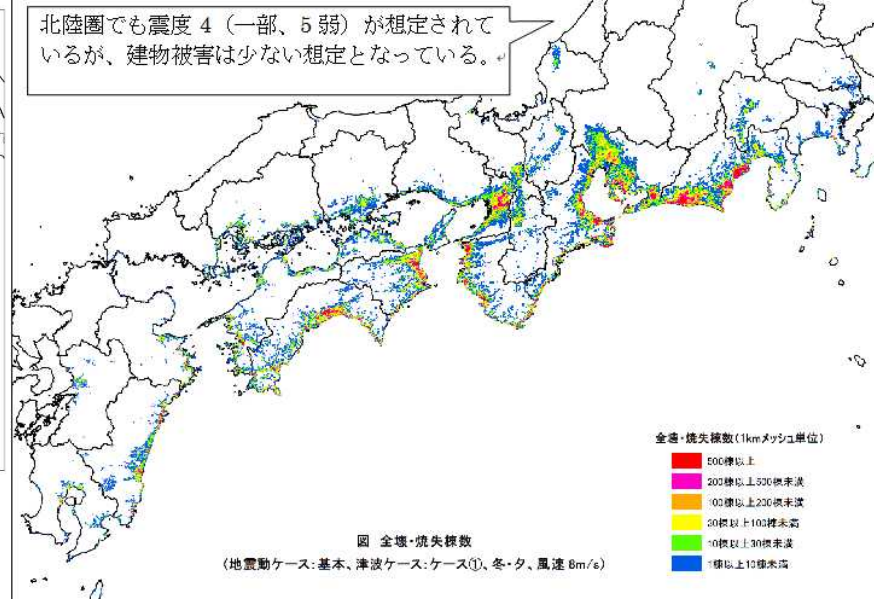 北陸圏でも震度 4（一部、5 弱）が想定されて
いるが、建物被害は少ない想定となっている。
全壊・焼失棟数(1kmメッシュ単位)
500棟以上
200棟以上500棟未満
100棟以上200棟未満
30棟以上100棟未満
10棟以上30棟未満
1棟以上10棟未満
図 全壊・焼失棟数
(地震動ケース:基本、津波ケース:ケース①、冬・夕、風速 8m/s)